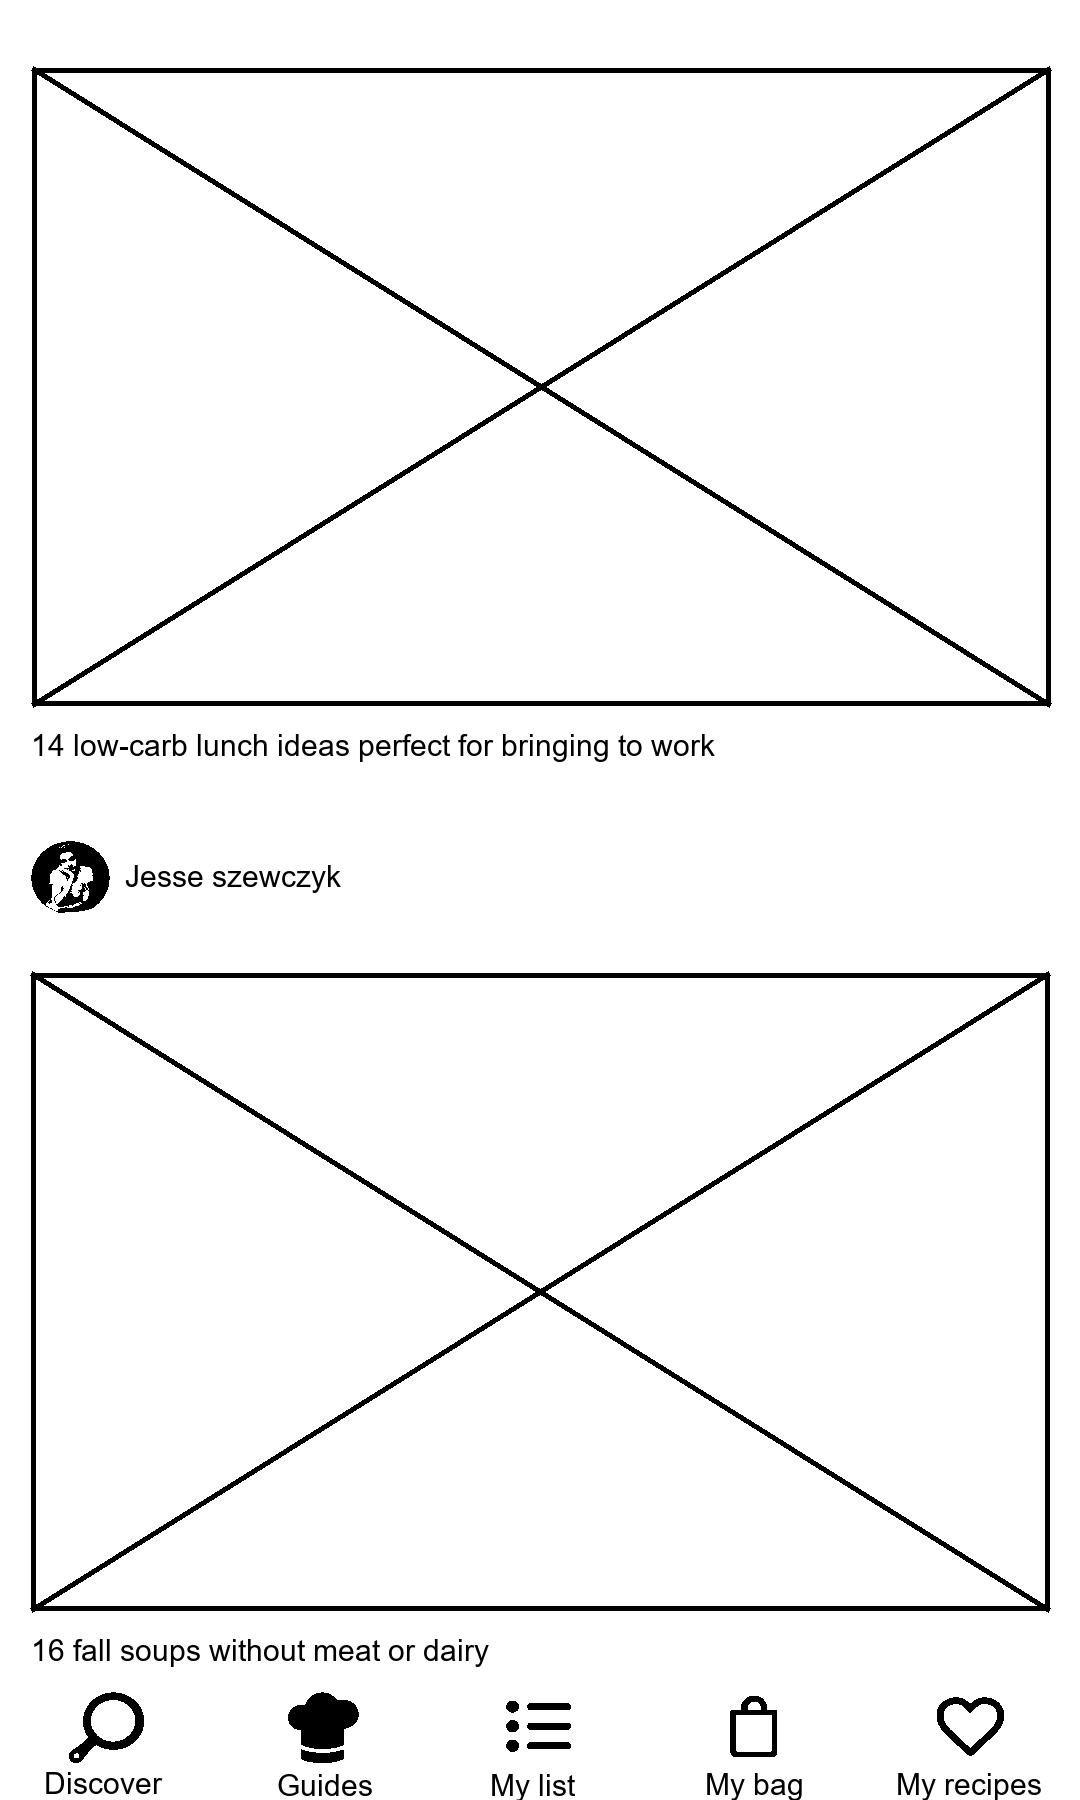 14 low-carb lunch ideas perfect for bringing to work
Jesse szewczyk
16 fall soups without meat or dairy
Discover
Guides
My list
My bag
My recipes